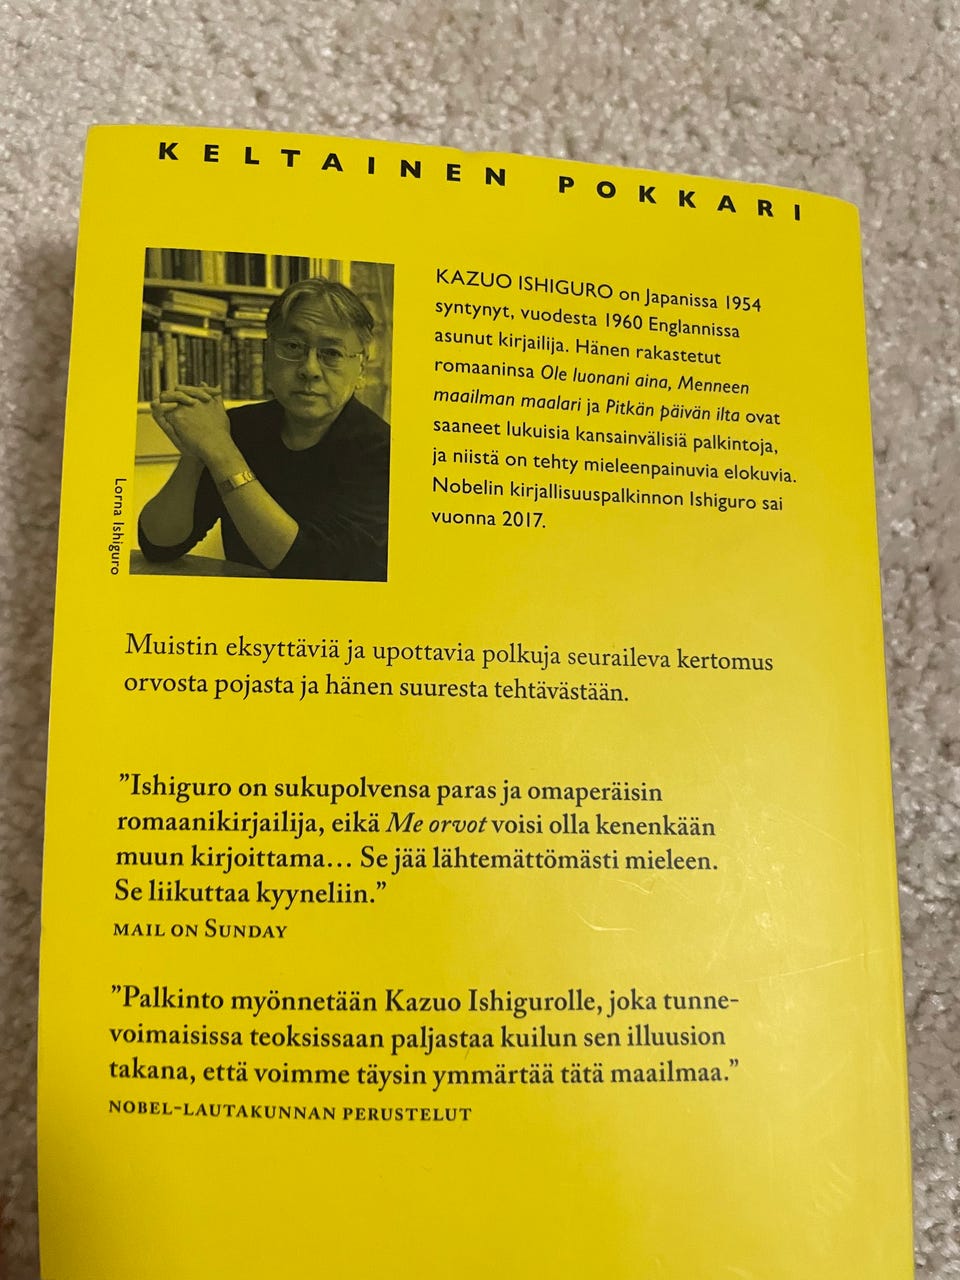 KELTAINEN POKKARI
KAZUO ISHIGURO on Japanissa 1954
syntynyt, vuodesta 1960 Englannissa
asunut kirjailija. Hänen rakastetut
romaaninsa Ole luonani aina, Menneen
maailman maalari ja Pitkän päivän ilta ovat
saaneet lukuisia kansainvälisiä palkintoja,
ja niistä on tehty mieleenpainuvia elokuvia.
Nobelin kirjallisuuspalkinnon Ishiguro sai
vuonna 2017.
Lorna Ishiguro
Muistin eksyttäviä ja upottavia polkuja seuraileva kertomus
orvosta pojasta ja hänen suuresta tehtävästään.
”Ishiguro on sukupolvensa paras ja omaperäisin
romaanikirjailija, eikä Me orvot voisi olla kenenkään
muun kirjoittama… Se jää lähtemättömästi mieleen.
Se liikuttaa kyyneliin.”
MAIL ON SUNDAY
”Palkinto myönnetään Kazuo Ishigurolle, joka tunne-
voimaisissa teoksissaan paljastaa kuilun sen illuusion
takana, että voimme täysin ymmärtää tätä maailmaa.”
NOBEL-LAUTAKUNNAN PERUSTELUT